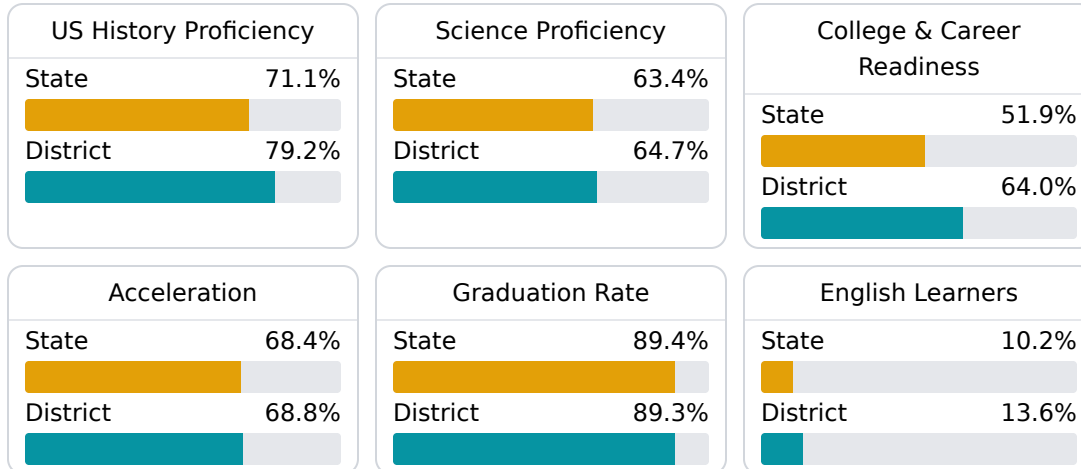 US History Proficiency
State 71.1%
District 79.2%
Science Proficiency
State 63.4%
District 64.7%
College & Career
Readiness
State 51.9%
District 64.0%
Acceleration
State 68.4%
District 68.8%
Graduation Rate
State 89.4%
District 89.3%
English Learners
State 10.2%
District 13.6%